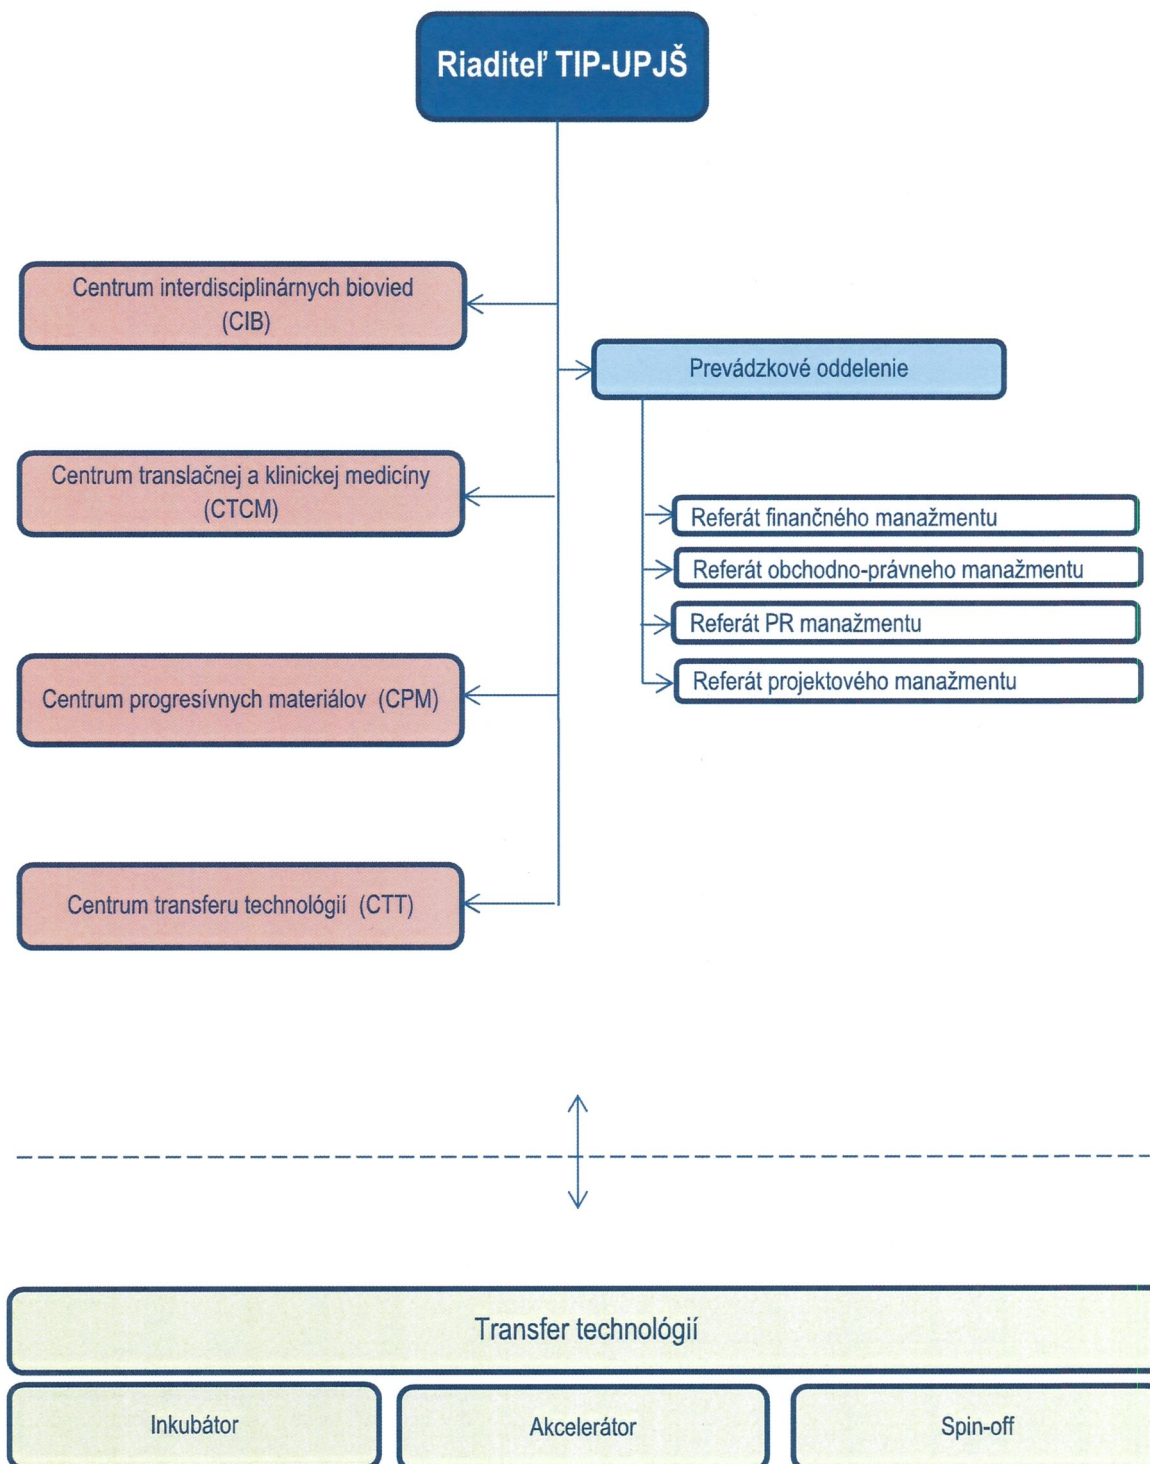 Riaditeľ TIP-UPJŠ
Centrum interdisciplinárnych biovied
(CIB)
Prevádzkové oddelenie
Centrum translačnej a klinickej medicíny
(CTCM)
Referát finančného manažmentu
Referát obchodno-právneho manažmentu
Referát PR manažmentu
Referát projektového manažmentu
Centrum progresívnych materiálov (CPM)
Centrum transferu technológií (CTT)
Transfer technológií
Inkubátor
Akcelerátor
Spin-off